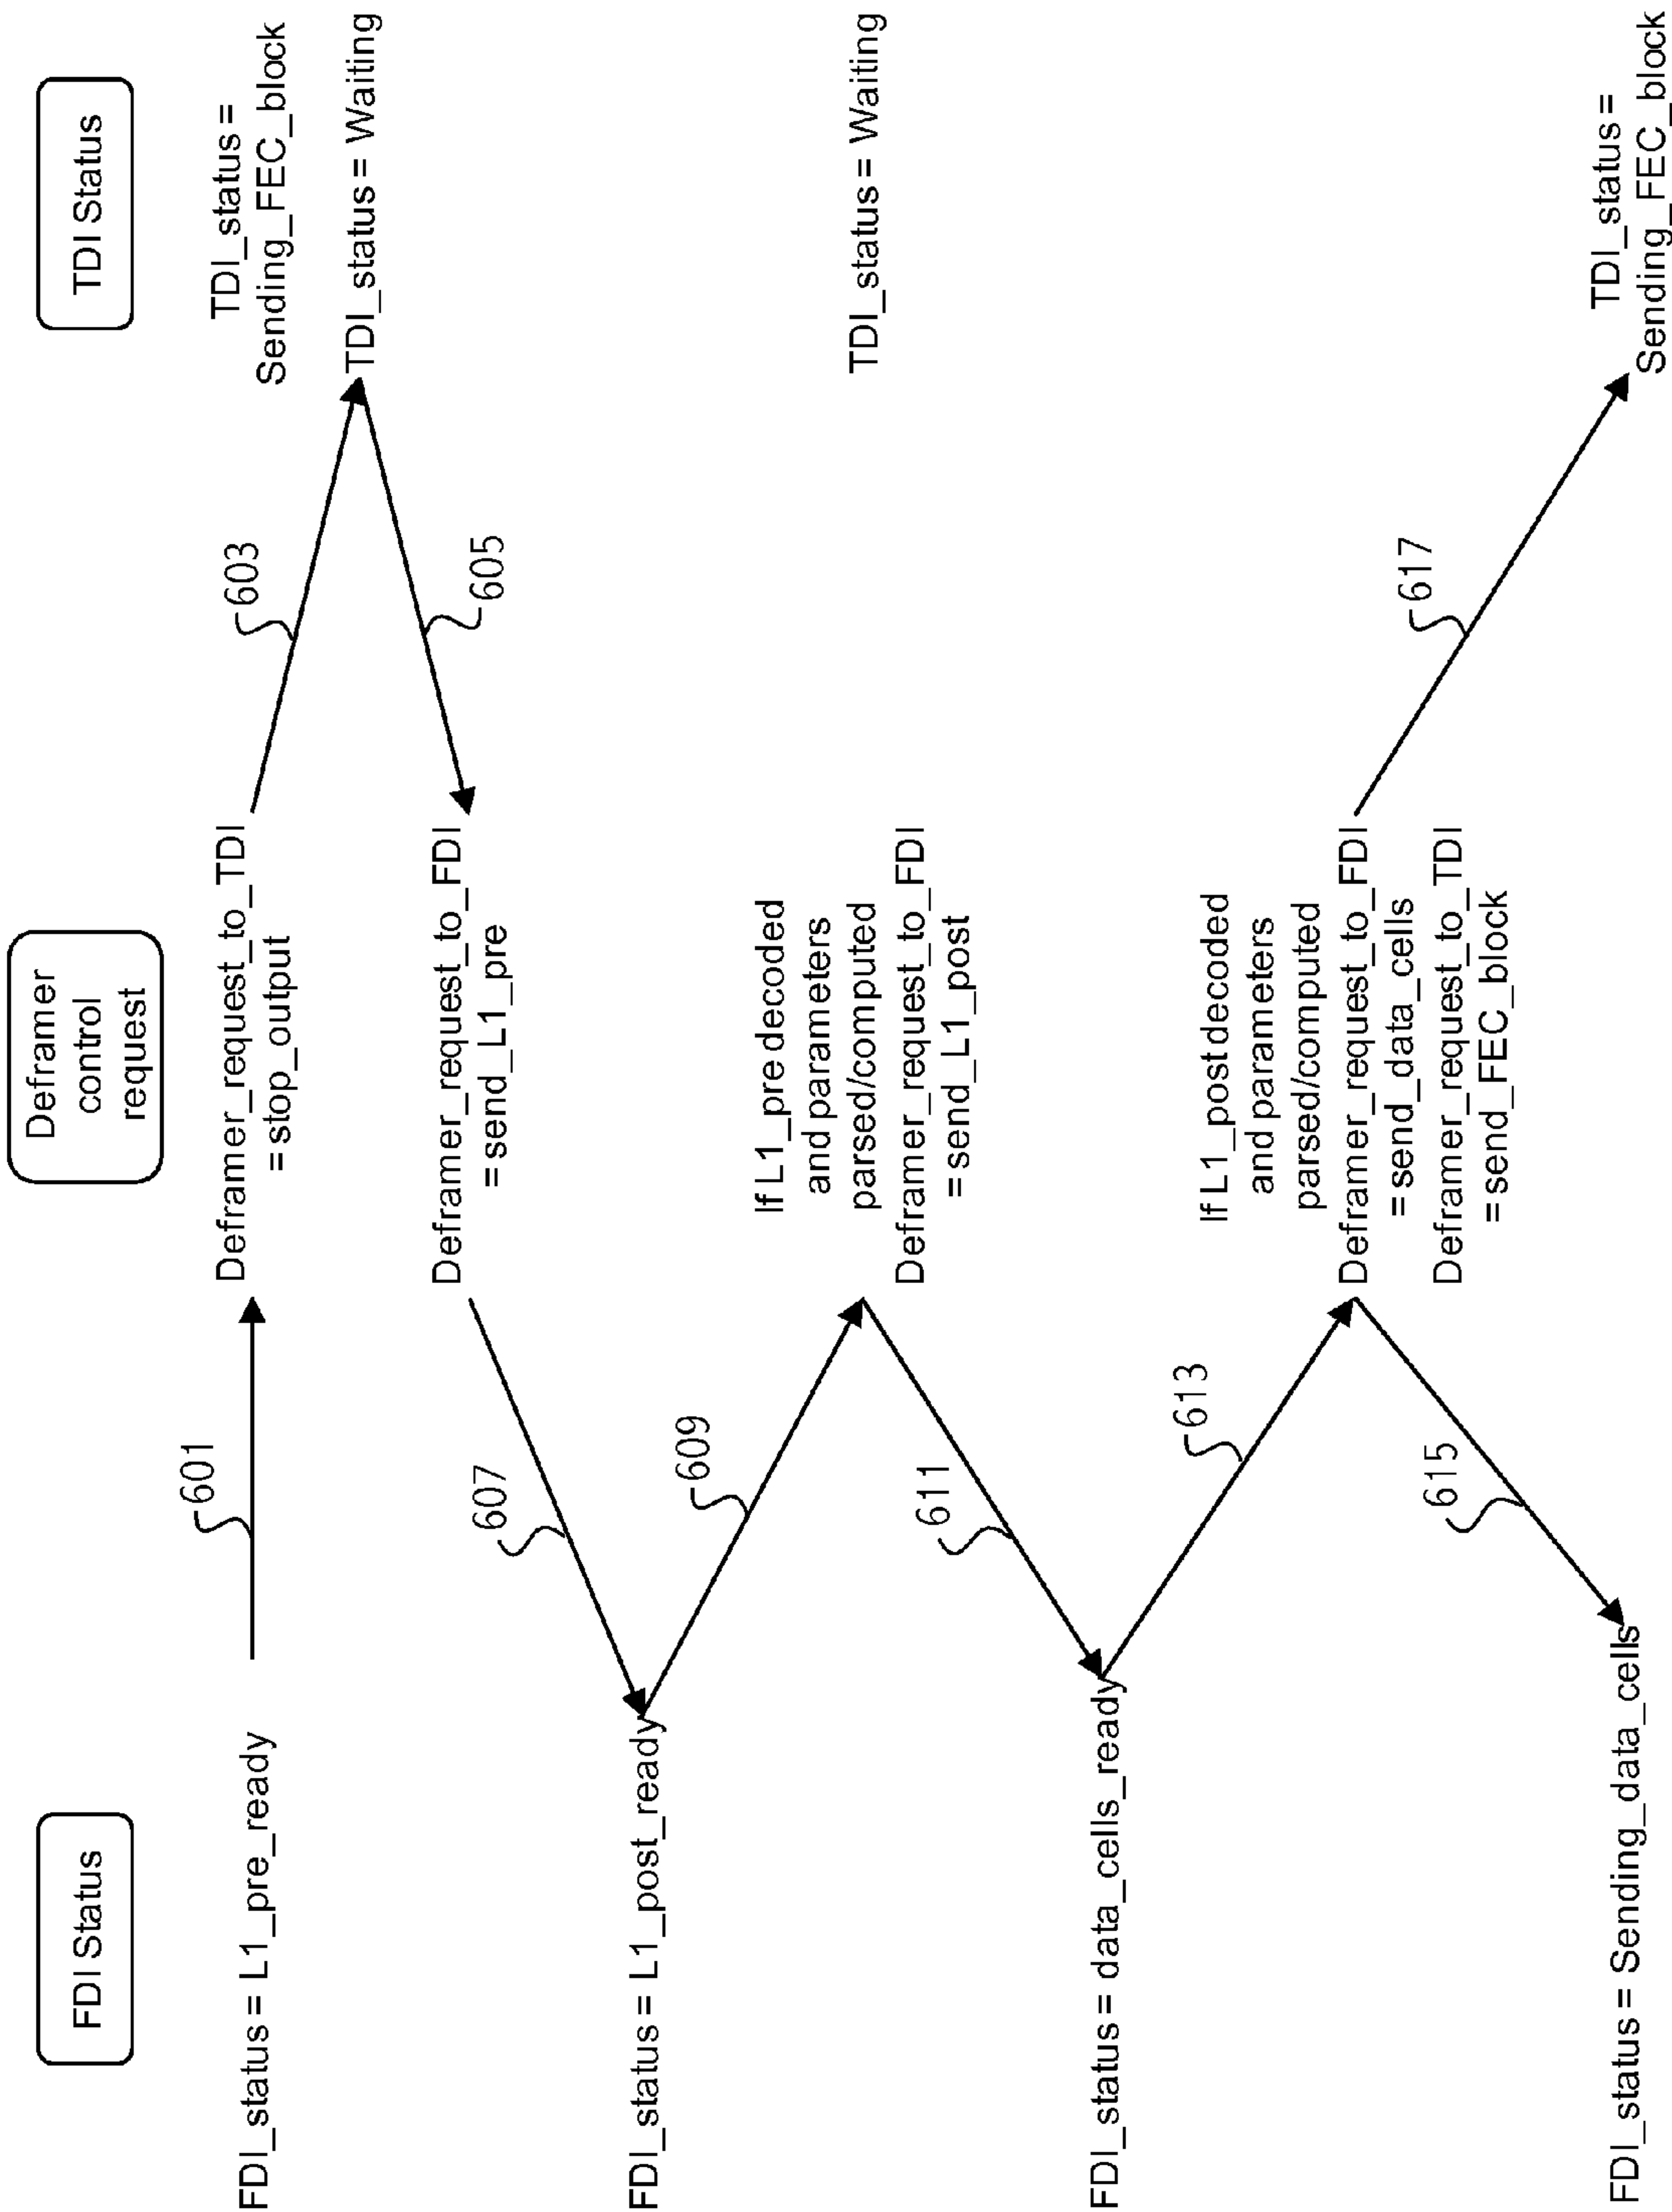 FDI Status
Deframer
control
request
TDI Status
FDI_status = L1_pre_ready
601
Deframer_request_to_TDI
= stop_output
603
TDI_status =
Sending_FEC_block
TDI_status = Waiting
605
Deframer_request_to_FDI
= send_L1_pre
607
FDI_status = L1_post_ready
609
If L1_pre decoded
and parameters
parsed/computed
Deframer_request_to_FDI
= send_L1_post
TDI_status = Waiting
611
FDI_status = data_cells_ready
613
If L1_post decoded
and parameters
parsed/computed
Deframer_request_to_FDI
= send_data_cells
Deframer_request_to_TDI
= send_FEC_block
615
617
FDI_status = Sending_data_cells
TDI_status =
Sending_FEC_block